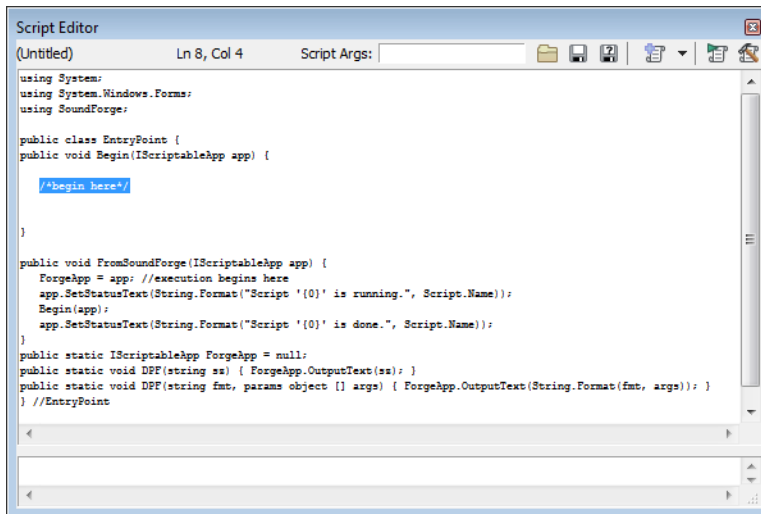 Script Editor
(Untitled) Ln 8, Col 4 Script Args:
using System;
using System.Windows.Forms;
using SoundForge;
public class EntryPoint {
public void Begin(IScriptableApp app) {
/*begin here*/
}
public void FromSoundForge(IScriptableApp app) {
ForgeApp = app; //execution begins here
app.SetStatusText(String.Format("Script '{0}' is running.", Script.Name));
Begin(app);
app.SetStatusText(String.Format("Script '{0}' is done.", Script.Name));
}
public static IScriptableApp ForgeApp = null;
public static void DPF(string sz) { ForgeApp.OutputText(sz); }
public static void DPF(string fmt, params object [] args) { ForgeApp.OutputText(String.Format(fmt, args)); }
} //EntryPoint